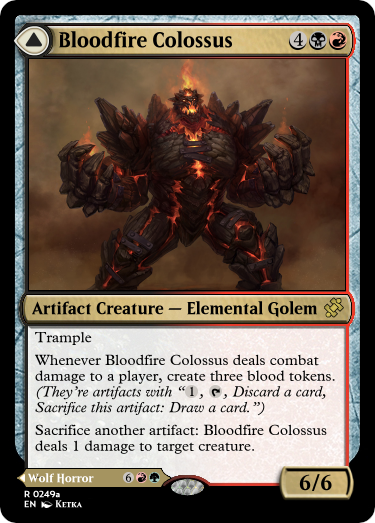 Bloodfire Colossus 4
Artifact Creature — Elemental Golem
Trample
Whenever Bloodfire Colossus deals combat
damage to a player, create three blood tokens.
(They're artifacts with “1, , Discard a card,
Sacrifice this artifact: Draw a card.”)
Sacrifice another artifact: Bloodfire Colossus
deals 1 damage to target creature.
Wolf Horror 6
6/6
R 0249a
EN Ketka